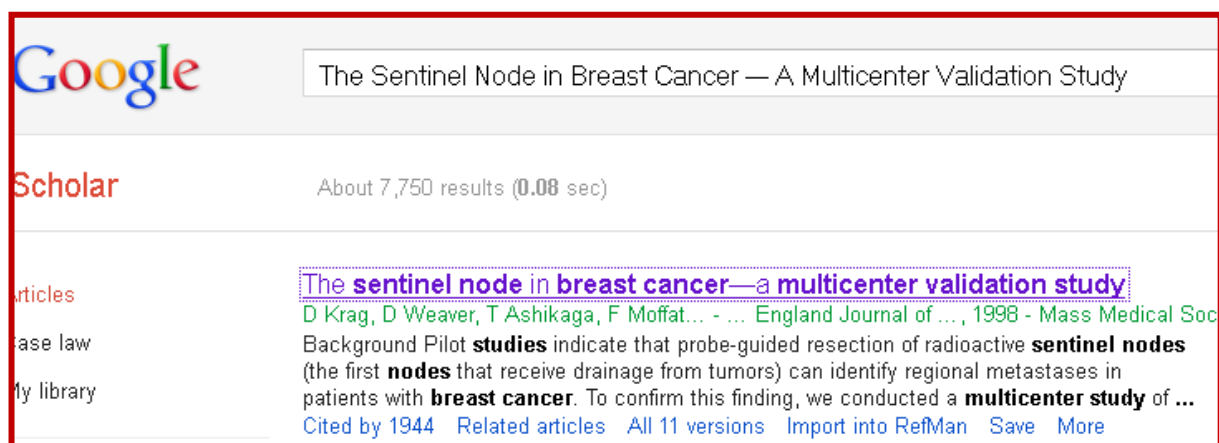 Google
The Sentinel Node in Breast Cancer — A Multicenter Validation Study
Scholar
About 7,750 results (0.08 sec)
Articles
Case law
My library
The sentinel node in breast cancer—a multicenter validation study
D Krag, D Weaver, T Ashikaga, F Moffat... - ... England Journal of ..., 1998 - Mass Medical Soc
Background Pilot studies indicate that probe-guided resection of radioactive sentinel nodes
(the first nodes that receive drainage from tumors) can identify regional metastases in
patients with breast cancer. To confirm this finding, we conducted a multicenter study of ...
Cited by 1944 Related articles All 11 versions Import into RefMan Save More